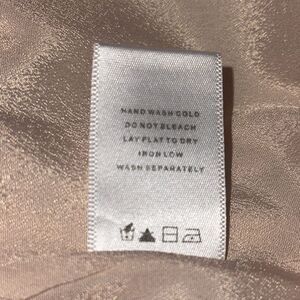 HAND WASH COLD
DO NOT BLEACH
LAY FLAT TO DRY
IRON LOW
WASH SEPARATELY